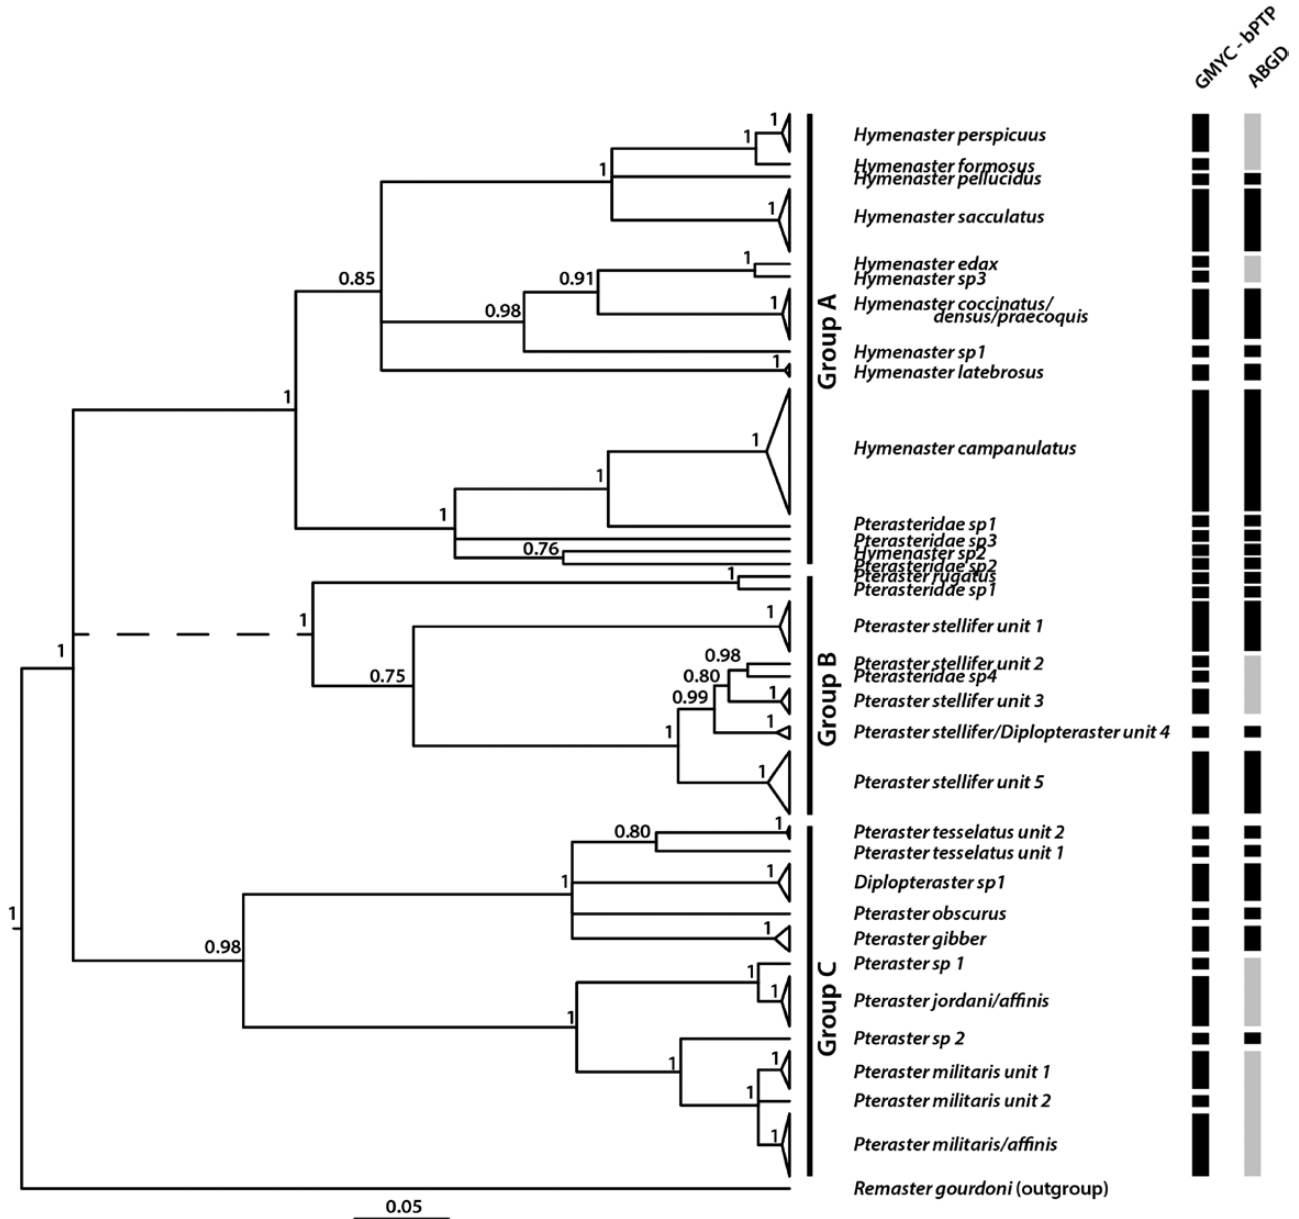 GMYC - bPTP
ABGD
1
Hymenaster perspicuus
1
Hymenaster formosus
1
Hymenaster pellucidus
1
Hymenaster sacculatus
1
Hymenaster edax
0.85
0.91
Hymenaster sp3
0.98
1
Hymenaster coccinatus/
densus/praecoquis
Group A
Hymenaster sp1
1
Hymenaster latebrosus
1
1
Hymenaster campanulatus
1
1
Pterasteridae sp1
Pterasteridae sp3
0.76
Hymenaster sp2
Pterasteridae sp2
1
Pteraster rugatus
Pterasteridae sp1
1
1
Pteraster stellifer unit 1
1
0.98
Pteraster stellifer unit 2
0.75
0.80
Pterasteridae sp4
0.99
1
Pteraster stellifer unit 3
Group B
1
1
Pteraster stellifer/Diplopteraster unit 4
1
Pteraster stellifer unit 5
0.80
1
Pteraster tesselatus unit 2
Pteraster tesselatus unit 1
1
1
Diplopteraster sp1
1
Pteraster obscurus
1
Pteraster gibber
0.98
1
Pteraster sp 1
1
Pteraster jordani/affinis
Group C
1
Pteraster sp 2
1
1
Pteraster militaris unit 1
1
Pteraster militaris unit 2
1
Pteraster militaris/affinis
Remaster gourdoni (outgroup)
0.05